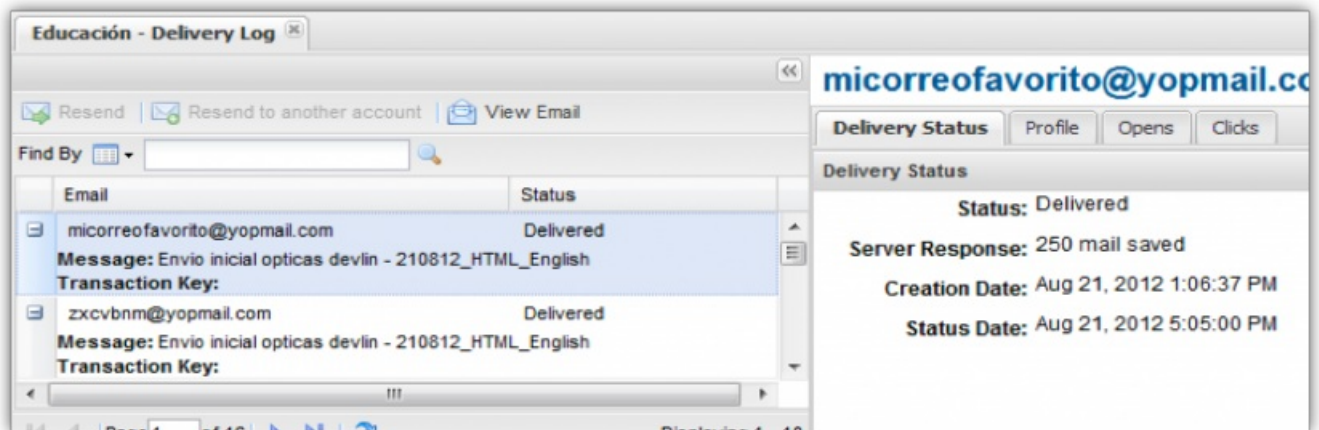 Educación - Delivery Log
Resend
Resend to another account
View Email
Find By
Email Status
micorreofavorito@yopmail.com Delivered
Message: Envio inicial opticas devlin - 210812_HTML_English
Transaction Key:
zxcvbnm@yopmail.com Delivered
Message: Envio inicial opticas devlin - 210812_HTML_English
Transaction Key:
micorreofavorito@yopmail.co
Delivery Status Profile Opens Clicks
Delivery Status
Status: Delivered
Server Response: 250 mail saved
Creation Date: Aug 21, 2012 1:06:37 PM
Status Date: Aug 21, 2012 5:05:00 PM